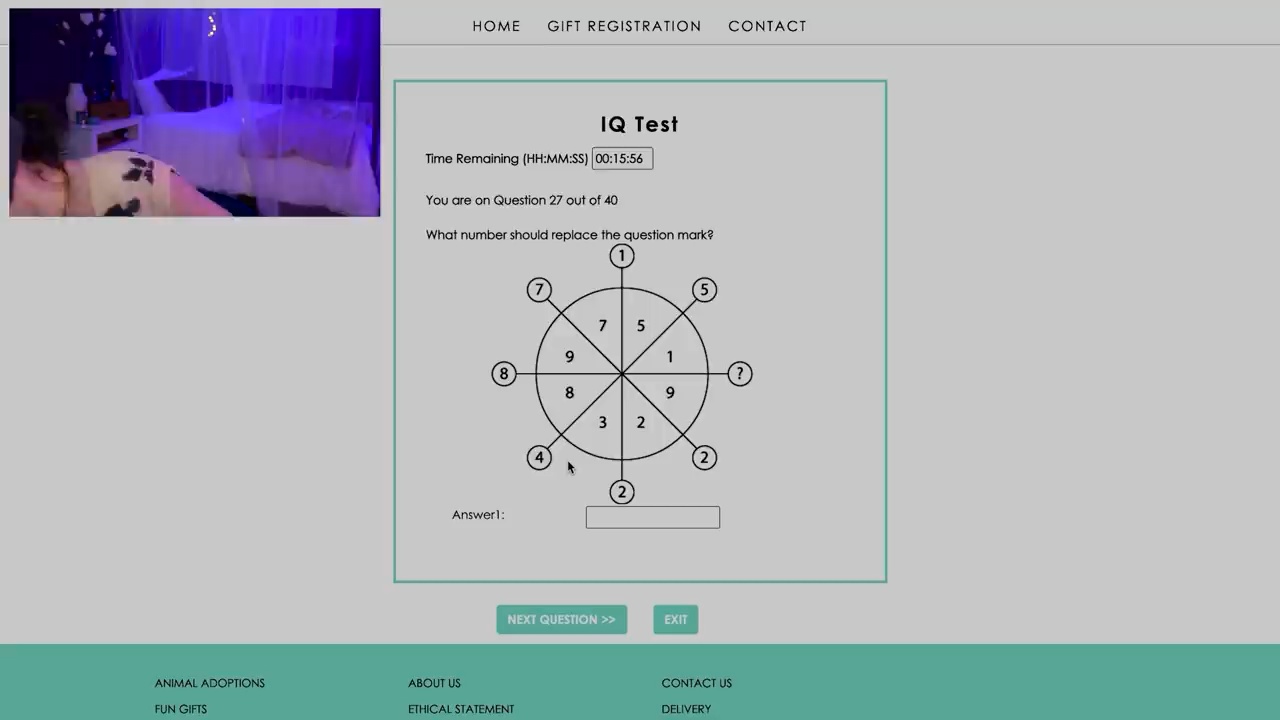 HOME GIFT REGISTRATION CONTACT
IQ Test
Time Remaining (HH:MM:SS) 00:15:56
You are on Question 27 out of 40
What number should replace the question mark?
1
7 5
7 5
9 1
8 ?
8 9
3 2
4 2
2
Answer1:
NEXT QUESTION >> EXIT
ANIMAL ADOPTIONS ABOUT US CONTACT US
FUN GIFTS ETHICAL STATEMENT DELIVERY